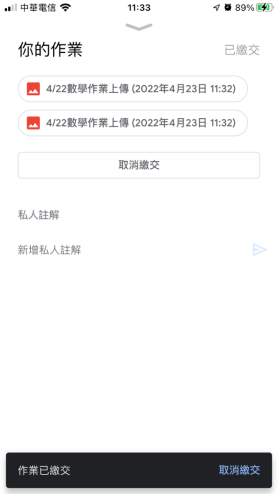 中華電信
11:33
89%
你的作業
已繳交
4/22數學作業上傳 (2022年4月23日 11:32)
4/22數學作業上傳 (2022年4月23日 11:32)
取消繳交
私人註解
新增私人註解
作業已繳交
取消繳交